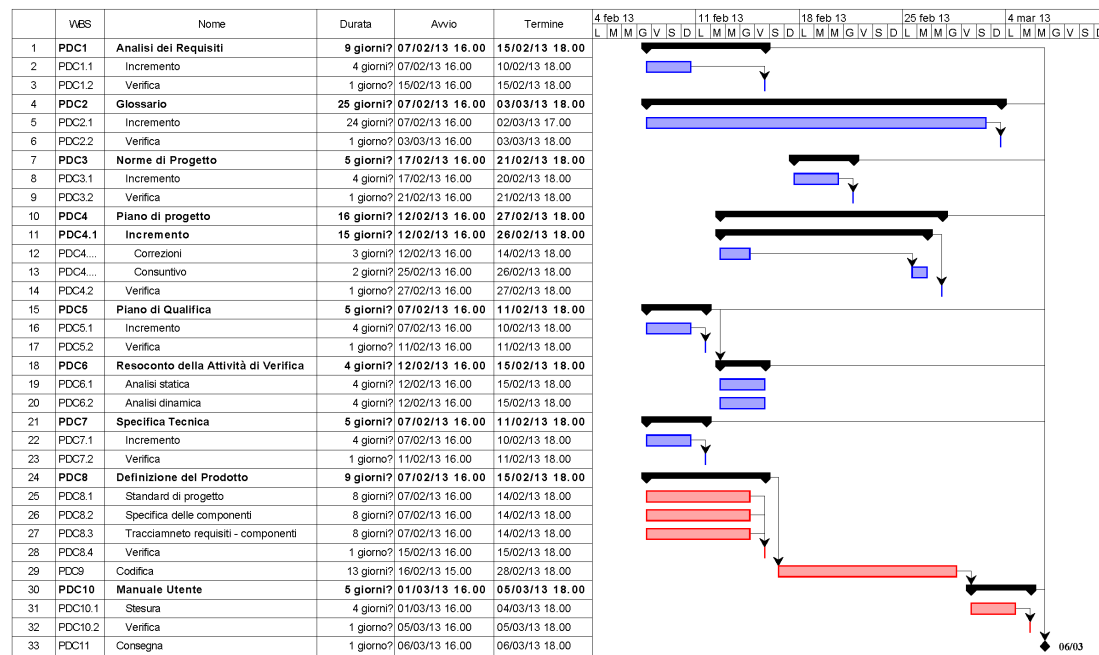 WBS Nome Durata Avvio Termine 4 feb 13 11 feb 13 18 feb 13 25 feb 13 4 mar 13
L M M G V S D L M M G V S D L M M G V S D L M M G V S D L M M G V S D
1 PDC1 Analisi dei Requisiti 9 giorni? 07/02/13 16.00 15/02/13 18.00
2 PDC1.1 Incremento 4 giorni? 07/02/13 16.00 10/02/13 18.00
3 PDC1.2 Verifica 1 giorno? 15/02/13 16.00 15/02/13 18.00
4 PDC2 Glossario 25 giorni? 07/02/13 16.00 03/03/13 18.00
5 PDC2.1 Incremento 24 giorni? 07/02/13 16.00 02/03/13 17.00
6 PDC2.2 Verifica 1 giorno? 03/03/13 16.00 03/03/13 18.00
7 PDC3 Norme di Progetto 5 giorni? 17/02/13 16.00 21/02/13 18.00
8 PDC3.1 Incremento 4 giorni? 17/02/13 16.00 20/02/13 18.00
9 PDC3.2 Verifica 1 giorno? 21/02/13 16.00 21/02/13 18.00
10 PDC4 Piano di progetto 16 giorni? 12/02/13 16.00 27/02/13 18.00
11 PDC4.1 Incremento 15 giorni? 12/02/13 16.00 26/02/13 18.00
12 PDC4.... Correzioni 3 giorni? 12/02/13 16.00 14/02/13 18.00
13 PDC4.... Consuntivo 2 giorni? 25/02/13 16.00 26/02/13 18.00
14 PDC4.2 Verifica 1 giorno? 27/02/13 16.00 27/02/13 18.00
15 PDC5 Piano di Qualifica 5 giorni? 07/02/13 16.00 11/02/13 18.00
16 PDC5.1 Incremento 4 giorni? 07/02/13 16.00 10/02/13 18.00
17 PDC5.2 Verifica 1 giorno? 11/02/13 16.00 11/02/13 18.00
18 PDC6 Resoconto della Attività di Verifica 4 giorni? 12/02/13 16.00 15/02/13 18.00
19 PDC6.1 Analisi statica 4 giorni? 12/02/13 16.00 15/02/13 18.00
20 PDC6.2 Analisi dinamica 4 giorni? 12/02/13 16.00 15/02/13 18.00
21 PDC7 Specifica Tecnica 5 giorni? 07/02/13 16.00 11/02/13 18.00
22 PDC7.1 Incremento 4 giorni? 07/02/13 16.00 10/02/13 18.00
23 PDC7.2 Verifica 1 giorno? 11/02/13 16.00 11/02/13 18.00
24 PDC8 Definizione del Prodotto 9 giorni? 07/02/13 16.00 15/02/13 18.00
25 PDC8.1 Standard di progetto 8 giorni? 07/02/13 16.00 14/02/13 18.00
26 PDC8.2 Specifica delle componenti 8 giorni? 07/02/13 16.00 14/02/13 18.00
27 PDC8.3 Tracciamneto requisiti - componenti 8 giorni? 07/02/13 16.00 14/02/13 18.00
28 PDC8.4 Verifica 1 giorno? 15/02/13 16.00 15/02/13 18.00
29 PDC9 Codifica 13 giorni? 16/02/13 15.00 28/02/13 18.00
30 PDC10 Manuale Utente 5 giorni? 01/03/13 16.00 05/03/13 18.00
31 PDC10.1 Stesura 4 giorni? 01/03/13 16.00 04/03/13 18.00
32 PDC10.2 Verifica 1 giorno? 05/03/13 16.00 05/03/13 18.00
33 PDC11 Consegna 1 giorno? 06/03/13 16.00 06/03/13 18.00 06/03